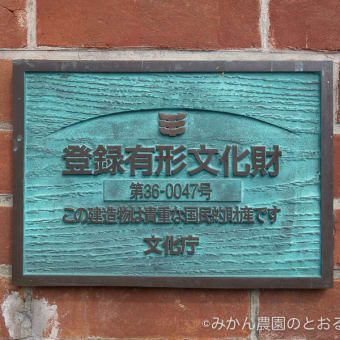 登録有形文化財
第36-0047号
この建造物は貴重な国民的財産です
文化庁
©みかん農園のとおる